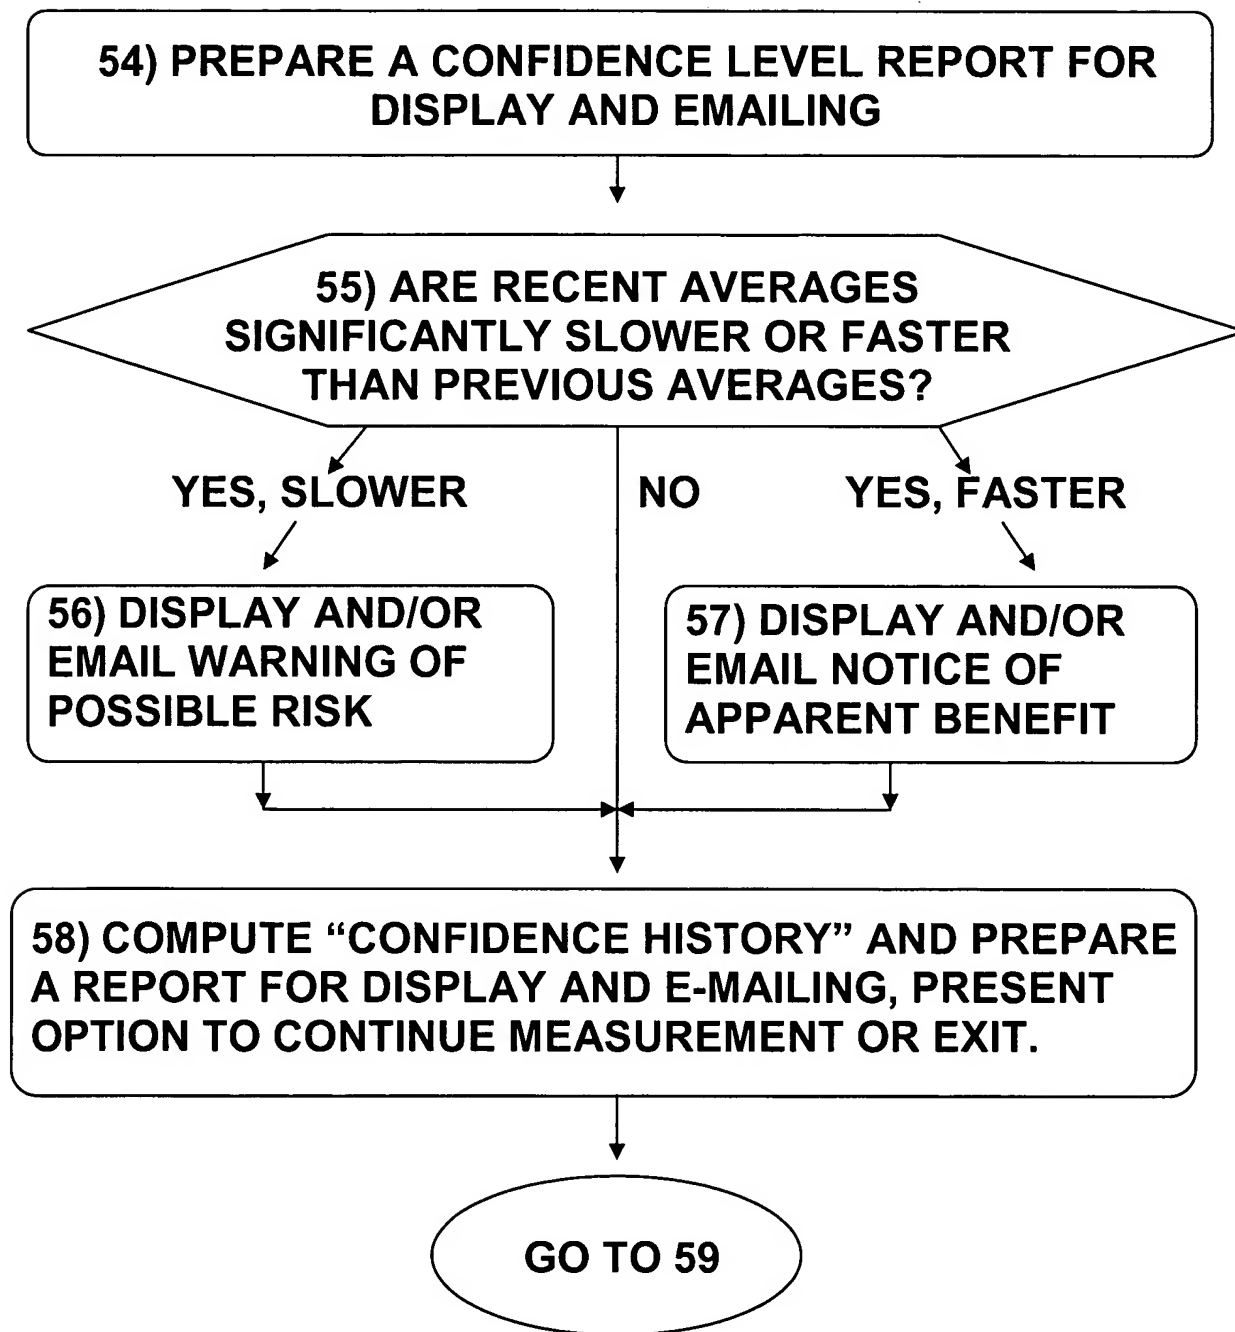 54) PREPARE A CONFIDENCE LEVEL REPORT FOR
DISPLAY AND EMAILING
55) ARE RECENT AVERAGES
SIGNIFICANTLY SLOWER OR FASTER
THAN PREVIOUS AVERAGES?
YES, SLOWER
NO
YES, FASTER
56) DISPLAY AND/OR
EMAIL WARNING OF
POSSIBLE RISK
57) DISPLAY AND/OR
EMAIL NOTICE OF
APPARENT BENEFIT
58) COMPUTE “CONFIDENCE HISTORY” AND PREPARE
A REPORT FOR DISPLAY AND E-MAILING, PRESENT
OPTION TO CONTINUE MEASUREMENT OR EXIT.
GO TO 59